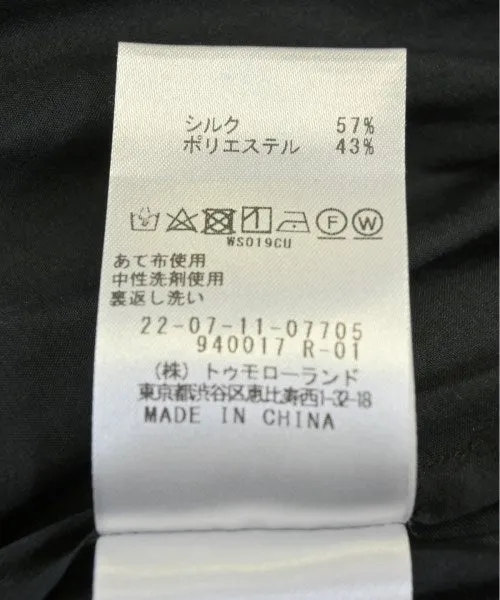 シルク 57%
ポリエステル 43%
F W
WS019CU
あて布使用
中性洗剤使用
裏返し洗い
22-07-11-07705
940017 R-01
(株) トゥモローランド
東京都渋谷区恵比寿西1-32-18
MADE IN CHINA